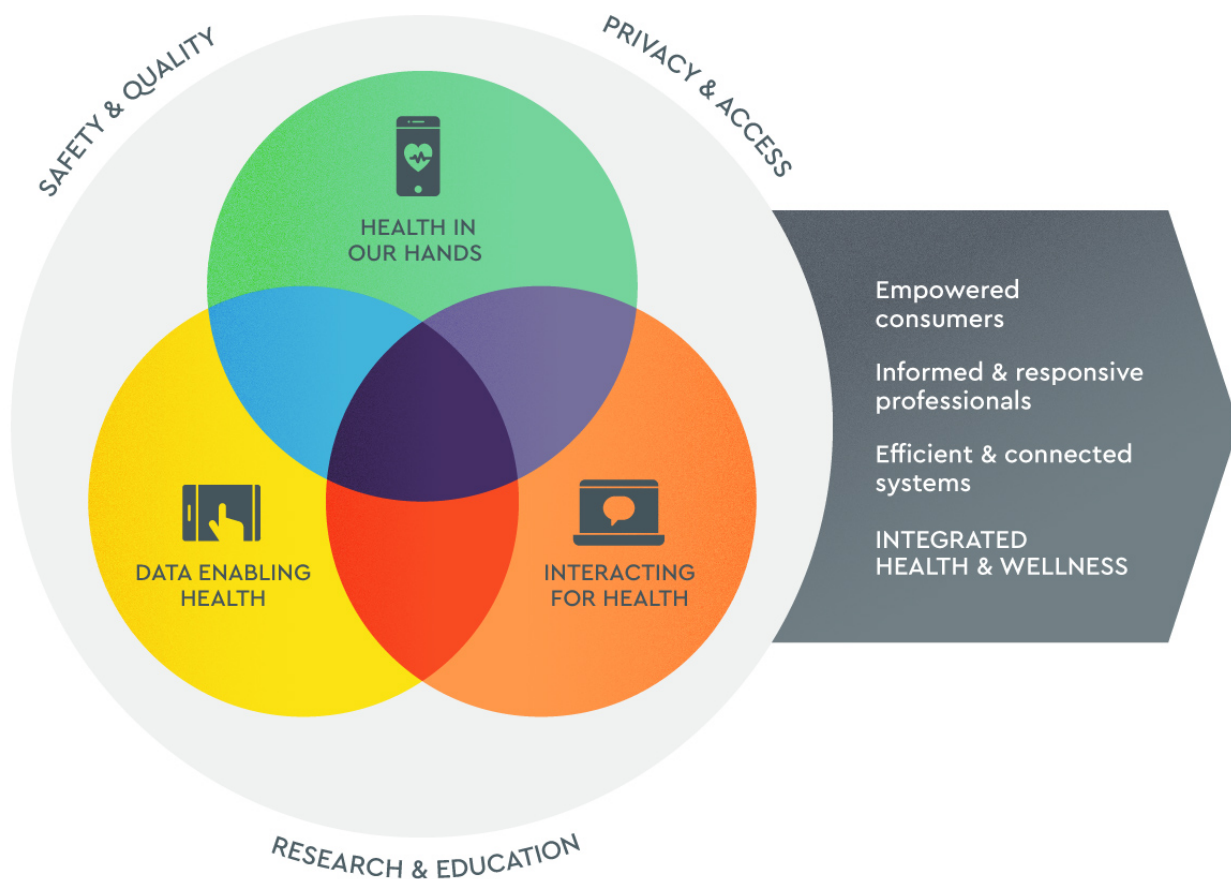 SAFETY & QUALITY
PRIVACY & ACCESS
HEALTH IN
OUR HANDS
DATA ENABLING
HEALTH
INTERACTING
FOR HEALTH
RESEARCH & EDUCATION
Empowered
consumers
Informed & responsive
professionals
Efficient & connected
systems
INTEGRATED
HEALTH & WELLNESS